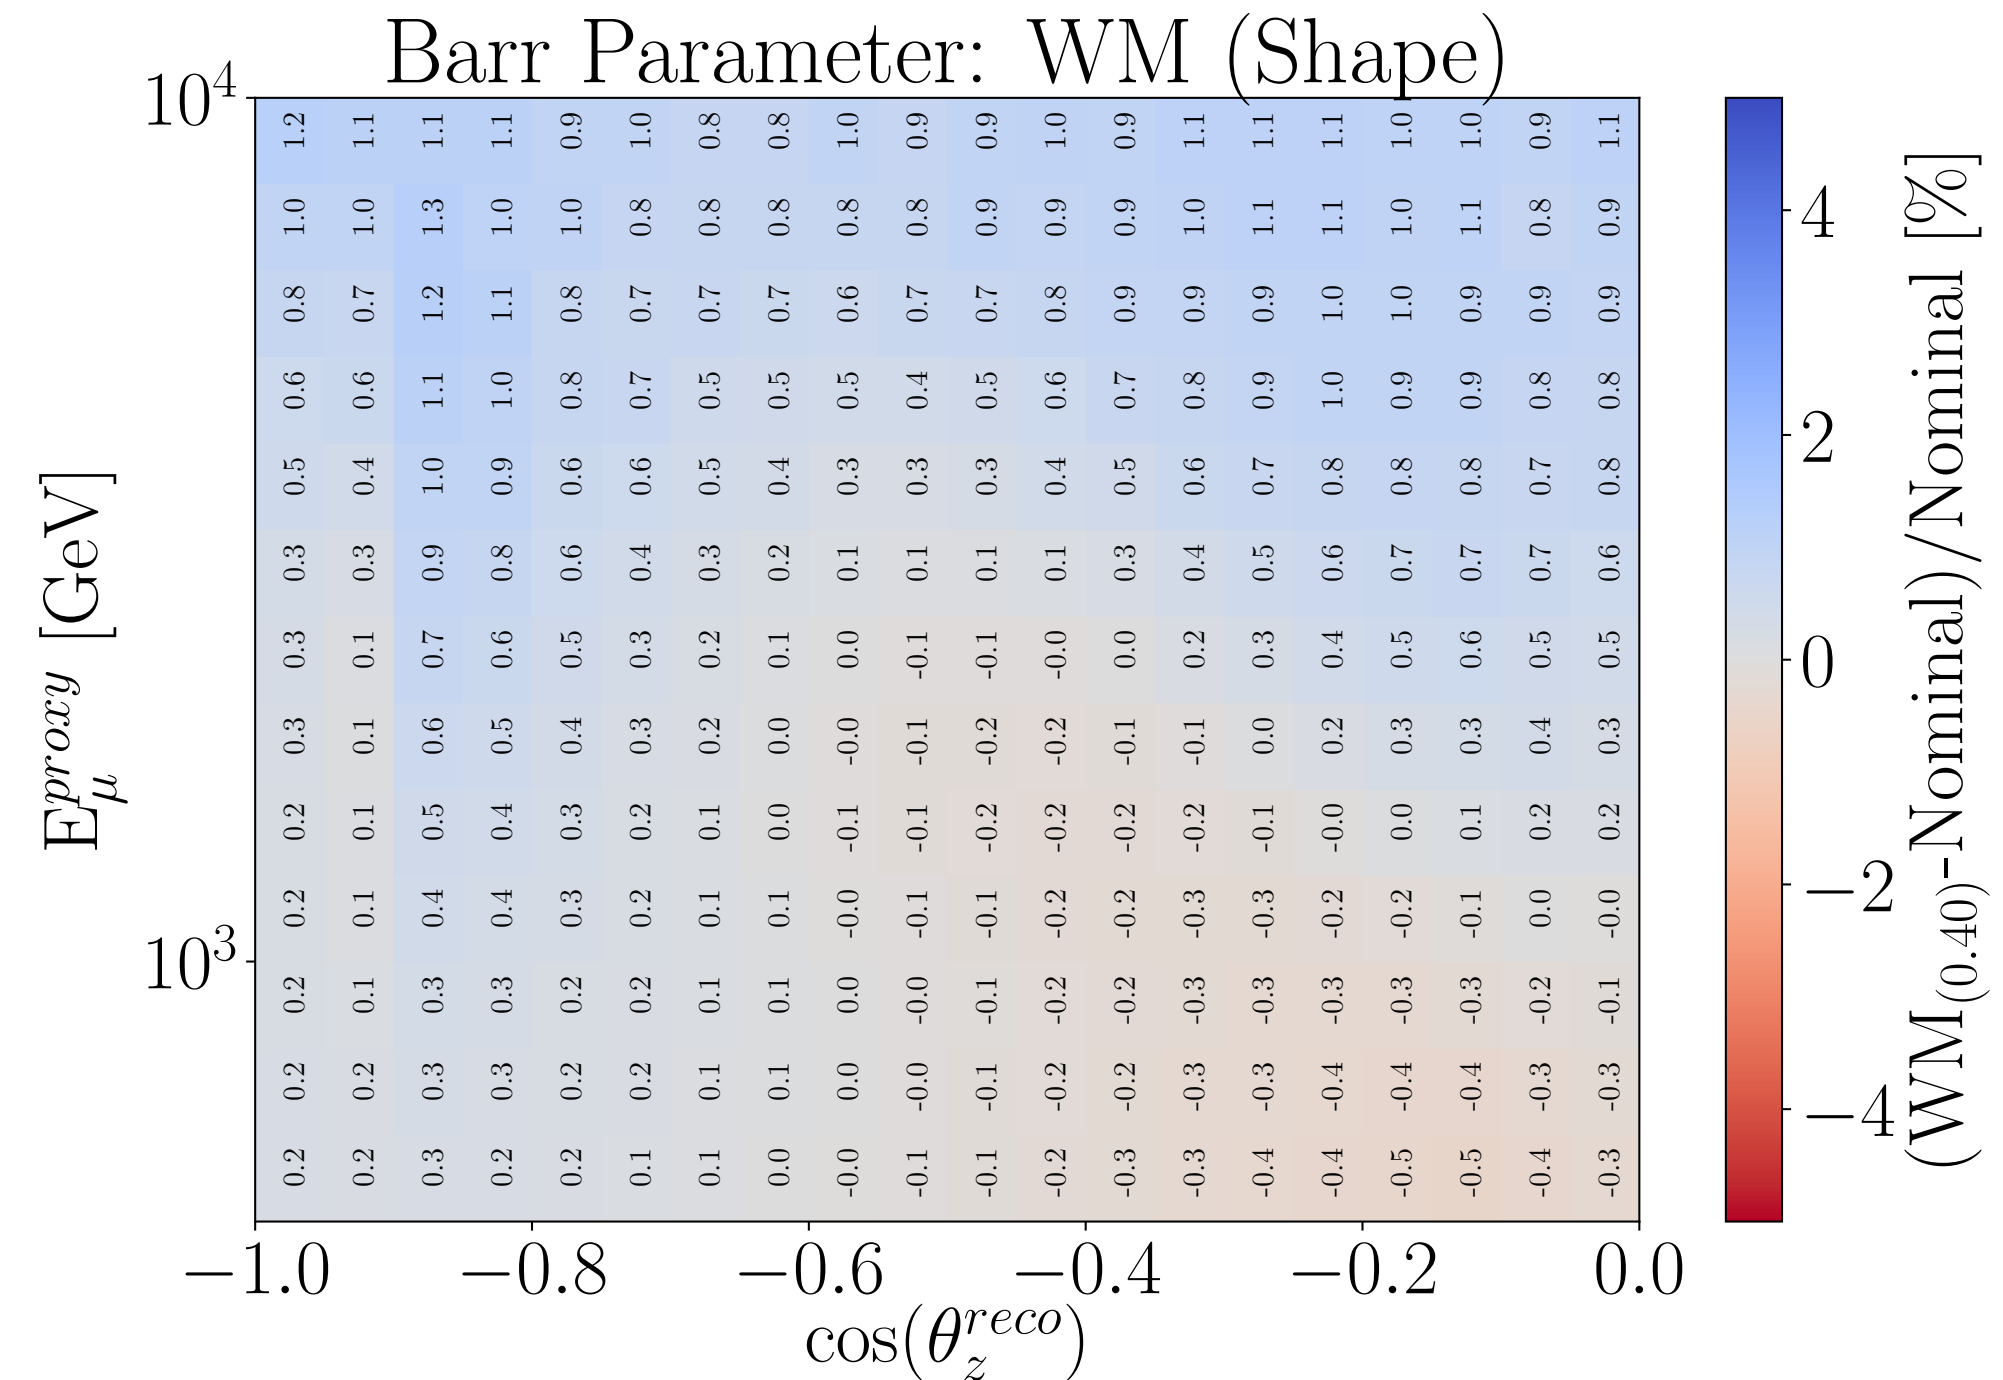 Barr Parameter: WM (Shape)
10^4
1.2 1.1 1.1 1.1 0.9 1.0 0.8 0.8 1.0 0.9 0.9 1.0 0.9 1.1 1.1 1.1 1.0 1.0 0.9 1.1
1.0 1.0 1.3 1.0 1.0 0.8 0.8 0.8 0.8 0.8 0.9 0.9 0.9 1.0 1.1 1.1 1.0 1.1 0.8 0.9
0.8 0.7 1.2 1.1 0.8 0.7 0.7 0.7 0.6 0.7 0.7 0.8 0.9 0.9 0.9 1.0 1.0 0.9 0.9 0.9
0.6 0.6 1.1 1.0 0.8 0.7 0.5 0.5 0.5 0.4 0.5 0.6 0.7 0.8 0.9 1.0 0.9 0.9 0.8 0.8
0.5 0.4 1.0 0.9 0.6 0.6 0.5 0.4 0.3 0.3 0.3 0.4 0.5 0.6 0.7 0.8 0.8 0.8 0.7 0.8
0.3 0.3 0.9 0.8 0.6 0.4 0.3 0.2 0.1 0.1 0.1 0.1 0.3 0.4 0.5 0.6 0.7 0.7 0.7 0.6
0.3 0.1 0.7 0.6 0.5 0.3 0.2 0.1 0.0 -0.1 -0.1 -0.0 0.0 0.2 0.3 0.4 0.5 0.6 0.5 0.5
0.3 0.1 0.6 0.5 0.4 0.3 0.2 0.0 -0.0 -0.1 -0.2 -0.2 -0.1 -0.1 0.0 0.2 0.3 0.3 0.4 0.3
0.2 0.1 0.5 0.4 0.3 0.2 0.1 0.0 -0.1 -0.1 -0.2 -0.2 -0.2 -0.2 -0.1 -0.0 0.0 0.1 0.2 0.2
0.2 0.1 0.4 0.4 0.3 0.2 0.1 0.1 -0.0 -0.1 -0.1 -0.2 -0.2 -0.3 -0.3 -0.2 -0.2 -0.1 0.0 -0.0
10^3
0.2 0.1 0.3 0.3 0.2 0.2 0.1 0.1 0.0 -0.0 -0.1 -0.2 -0.2 -0.3 -0.3 -0.3 -0.3 -0.3 -0.2 -0.1
0.2 0.2 0.3 0.3 0.2 0.2 0.1 0.1 0.0 -0.0 -0.1 -0.2 -0.2 -0.3 -0.3 -0.4 -0.4 -0.4 -0.3 -0.3
0.2 0.2 0.3 0.2 0.2 0.1 0.1 0.0 -0.0 -0.1 -0.1 -0.2 -0.3 -0.3 -0.4 -0.4 -0.5 -0.5 -0.4 -0.3
−1.0 −0.8 −0.6 −0.4 −0.2 0.0
cos(θ_z^{reco})
E_μ^{proxy} [GeV]
4
2
0
−2
−4
(WM_{(0.40)}-Nominal)/Nominal [%]